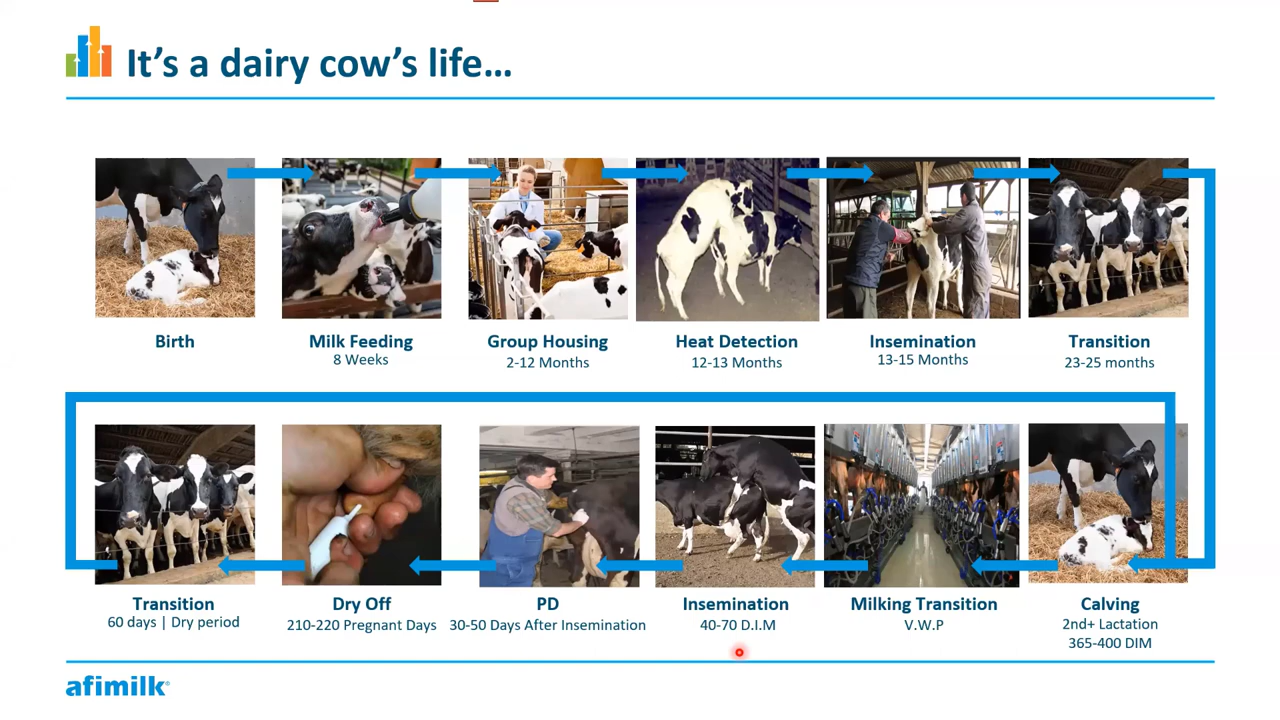 It's a dairy cow's life...
Birth
Milk Feeding
8 Weeks
Group Housing
2-12 Months
Heat Detection
12-13 Months
Insemination
13-15 Months
Transition
23-25 months
Transition
60 days | Dry period
Dry Off
210-220 Pregnant Days
PD
30-50 Days After Insemination
Insemination
40-70 D.I.M
Milking Transition
V.W.P
Calving
2nd+ Lactation
365-400 DIM
afimilk®